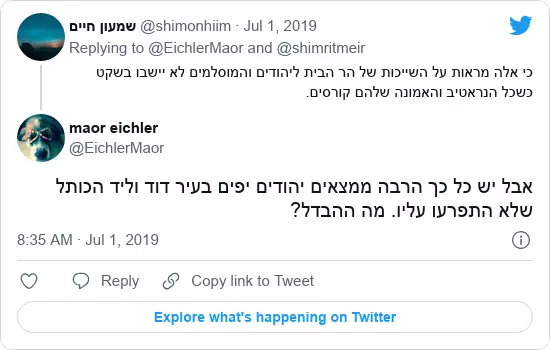 שמעון חיים @shimonhiim · Jul 1, 2019
Replying to @EichlerMaor and @shimritmeir
כי אלה מראות על השייכות של הר הבית ליהודים והמוסלמים לא יישבו בשקט
כשכל הנראטיב והאמונה שלהם קורסים.
maor eichler
@EichlerMaor
אבל יש כל כך הרבה ממצאים יהודים יפים בעיר דוד וליד הכותל
שלא התפרעו עליו. מה ההבדל?
8:35 AM · Jul 1, 2019
Reply
Copy link to Tweet
Explore what's happening on Twitter